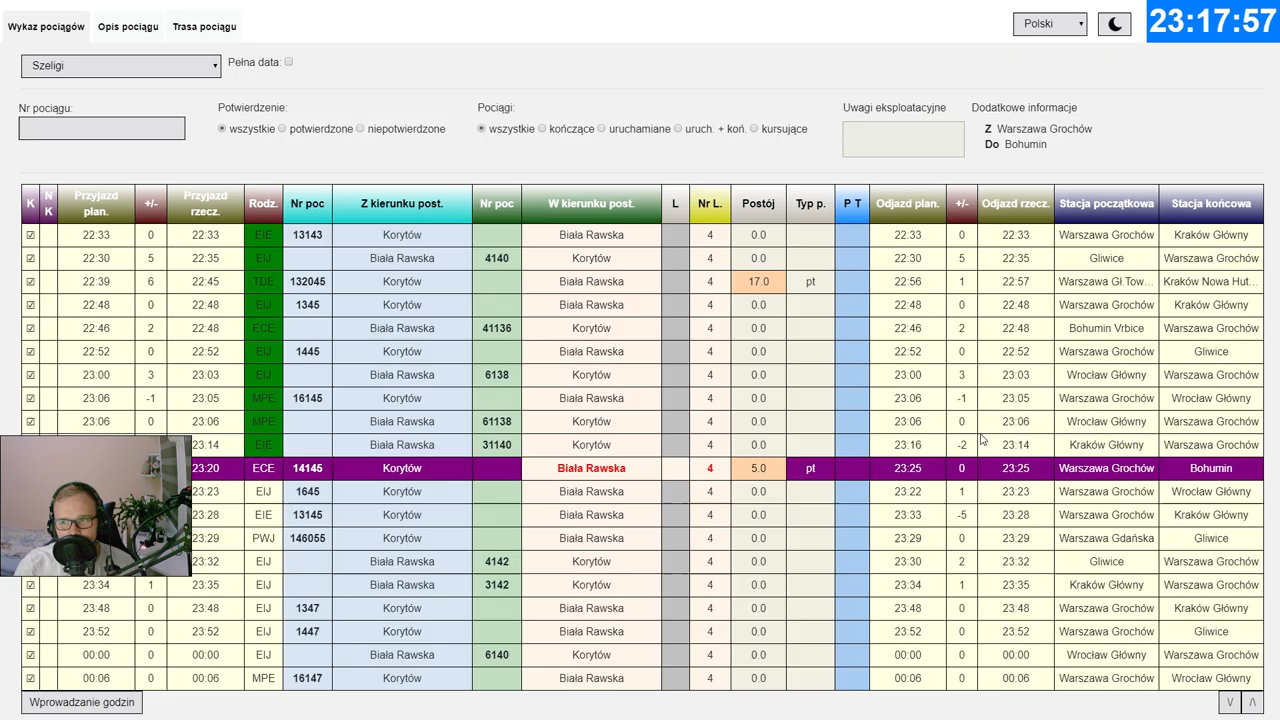 Wykaz pociągów Opis pociągu Trasa pociągu Polski 23:17:57
Szeligi Pełna data:
Nr pociągu: Potwierdzenie: Pociągi: Uwagi eksploatacyjne Dodatkowe informacje
wszystkie potwierdzone niepotwierdzone wszystkie kończące uruchamiane uruch. + koń. kursujące Z Warszawa Grochów
Do Bohumin
K N K Przyjazd plan. +/- Przyjazd rzecz. Rodz. Nr poc Z kierunku post. Nr poc W kierunku post. L Nr L. Postój Typ p. P T Odjazd plan. +/- Odjazd rzecz. Stacja początkowa Stacja końcowa
22:33 0 22:33 EIE 13143 Korytów Biała Rawska 4 0.0 22:33 0 22:33 Warszawa Grochów Kraków Główny
22:30 5 22:35 EIJ Biała Rawska 4140 Korytów 4 0.0 22:30 5 22:35 Gliwice Warszawa Grochów
22:39 6 22:45 TDE 132045 Korytów Biała Rawska 4 17.0 pt 22:56 1 22:57 Warszawa Gł.Tow... Kraków Nowa Hut...
22:48 0 22:48 EIJ 1345 Korytów Biała Rawska 4 0.0 22:48 0 22:48 Warszawa Grochów Kraków Główny
22:46 2 22:48 ECE Biała Rawska 41136 Korytów 4 0.0 22:46 2 22:48 Bohumin Vrbice Warszawa Grochów
22:52 0 22:52 EIJ 1445 Korytów Biała Rawska 4 0.0 22:52 0 22:52 Warszawa Grochów Gliwice
23:00 3 23:03 EIJ Biała Rawska 6138 Korytów 4 0.0 23:00 3 23:03 Wrocław Główny Warszawa Grochów
23:06 -1 23:05 MPE 16145 Korytów Biała Rawska 4 0.0 23:06 -1 23:05 Warszawa Grochów Wrocław Główny
23:06 0 23:06 MPE Biała Rawska 61138 Korytów 4 0.0 23:06 0 23:06 Wrocław Główny Warszawa Grochów
23:14 EIE Biała Rawska 31140 Korytów 4 0.0 23:16 -2 23:14 Kraków Główny Warszawa Grochów
23:20 ECE 14145 Korytów Biała Rawska 4 5.0 pt 23:25 0 23:25 Warszawa Grochów Bohumin
23:23 EIJ 1645 Korytów Biała Rawska 4 0.0 23:22 1 23:23 Warszawa Grochów Wrocław Główny
23:28 EIE 13145 Korytów Biała Rawska 4 0.0 23:33 -5 23:28 Warszawa Grochów Kraków Główny
23:29 PWJ 146055 Korytów Biała Rawska 4 0.0 23:29 0 23:29 Warszawa Gdańska Gliwice
23:32 EIJ Biała Rawska 4142 Korytów 4 0.0 23:30 2 23:32 Gliwice Warszawa Grochów
23:34 1 23:35 EIJ Biała Rawska 3142 Korytów 4 0.0 23:34 1 23:35 Kraków Główny Warszawa Grochów
23:48 0 23:48 EIJ 1347 Korytów Biała Rawska 4 0.0 23:48 0 23:48 Warszawa Grochów Kraków Główny
23:52 0 23:52 EIJ 1447 Korytów Biała Rawska 4 0.0 23:52 0 23:52 Warszawa Grochów Gliwice
00:00 0 00:00 EIJ Biała Rawska 6140 Korytów 4 0.0 00:00 0 00:00 Wrocław Główny Warszawa Grochów
00:06 0 00:06 MPE 16147 Korytów Biała Rawska 4 0.0 00:06 0 00:06 Warszawa Grochów Wrocław Główny
Wprowadzanie godzin \/ /\